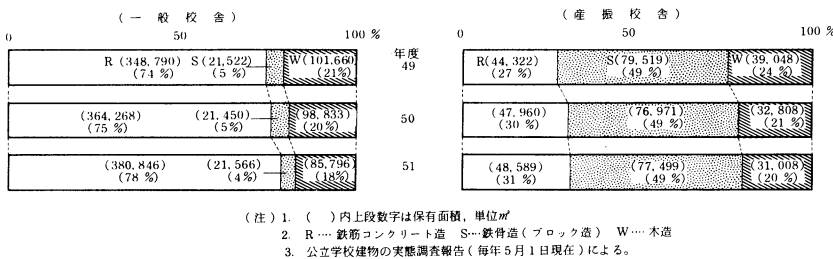 (一般校舎)
(産振校舎)
0 50 100 %
年度
0 50 100 %
R (348,790) S(21,522) W(101.660)
(74 %) (5 %) (21%)
49
R(44,322) S(79,519) W(39,048)
(27 %) (49 %) (24 %)
(364,268) (21,450) (98,833)
(75 %) (5%) (20%)
50
(47,960) (76,971) (32,808)
(30 %) (49 %) (21 %)
(380,846) (21,566) (85,796)
(78 %) (4%) (18%)
51
(48,589) (77,499) (31,008)
(31 %) (49 %) (20 %)
(注) 1. ( )内上段数字は保有面積,単位㎡
2. R‥‥鉄筋コンクリート造 S‥‥鉄骨造(ブロック造) W‥‥木造
3. 公立学校建物の実態調査報告(毎年5月1日現在)による。